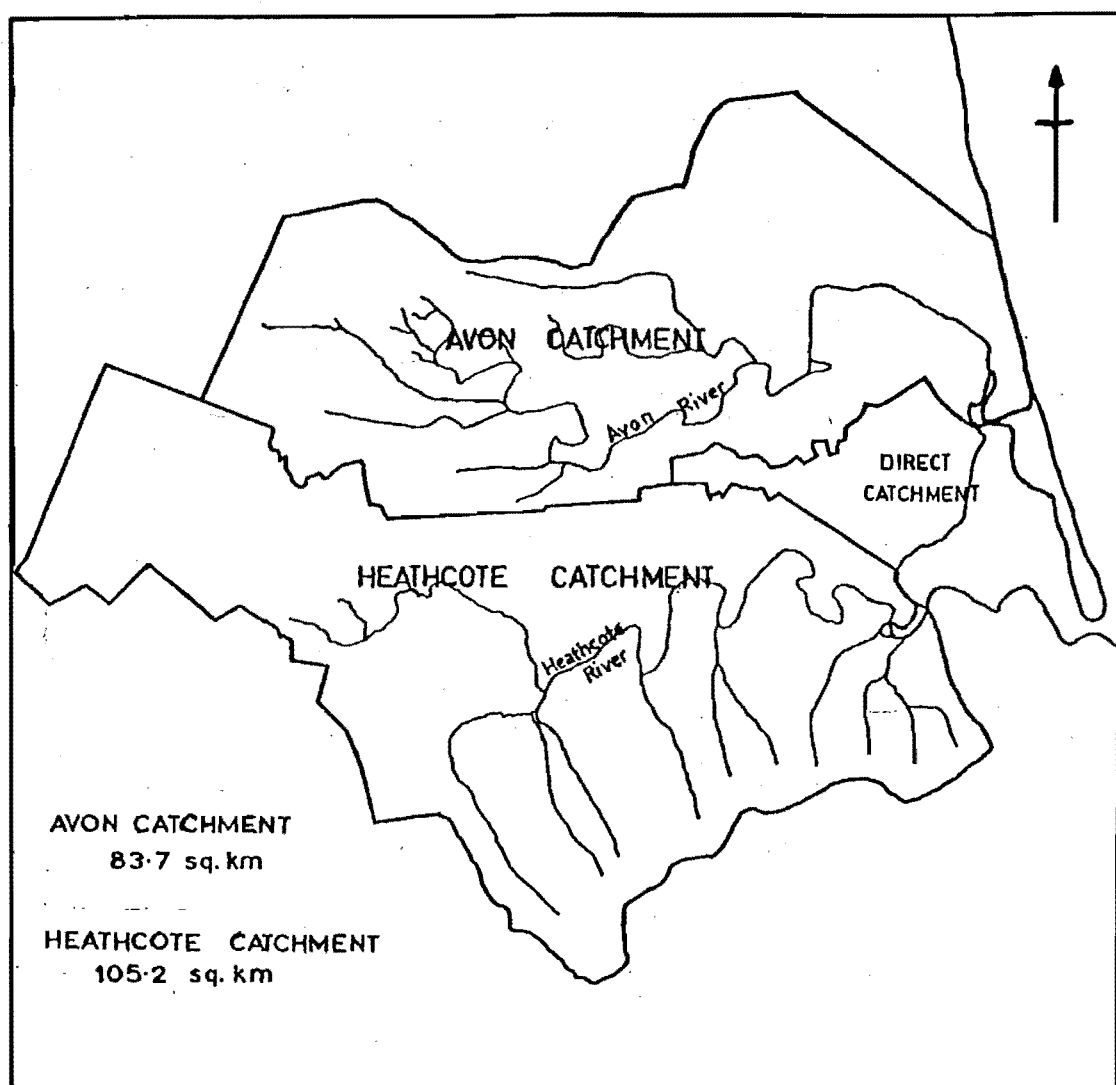 AVON CATCHMENT
Avon River
DIRECT
CATCHMENT
HEATHCOTE CATCHMENT
Heathcote
River
AVON CATCHMENT
83·7 sq. km
HEATHCOTE CATCHMENT
105·2 sq. km